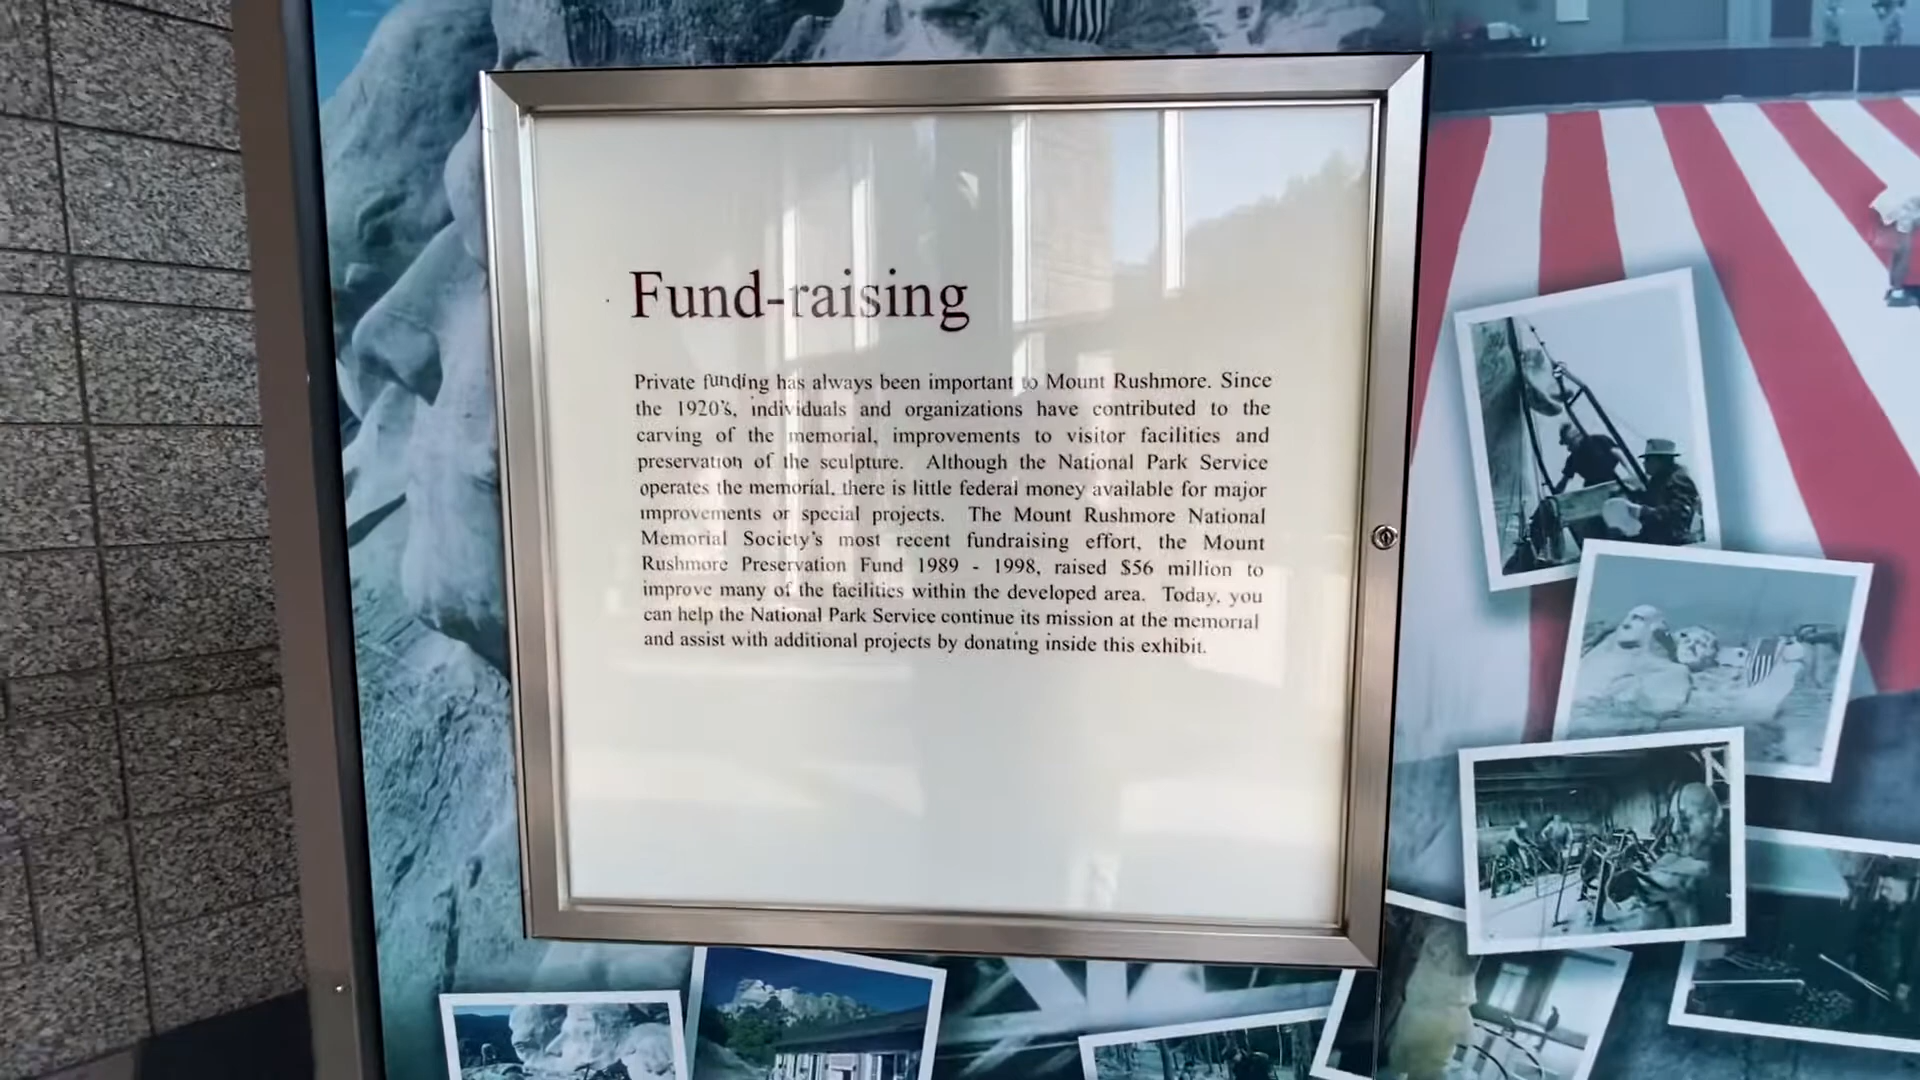 Fund-raising
Private funding has always been important to Mount Rushmore. Since
the 1920's, individuals and organizations have contributed to the
carving of the memorial, improvements to visitor facilities and
preservation of the sculpture. Although the National Park Service
operates the memorial, there is little federal money available for major
improvements or special projects. The Mount Rushmore National
Memorial Society's most recent fundraising effort, the Mount
Rushmore Preservation Fund 1989 - 1998, raised $56 million to
improve many of the facilities within the developed area. Today, you
can help the National Park Service continue its mission at the memorial
and assist with additional projects by donating inside this exhibit.